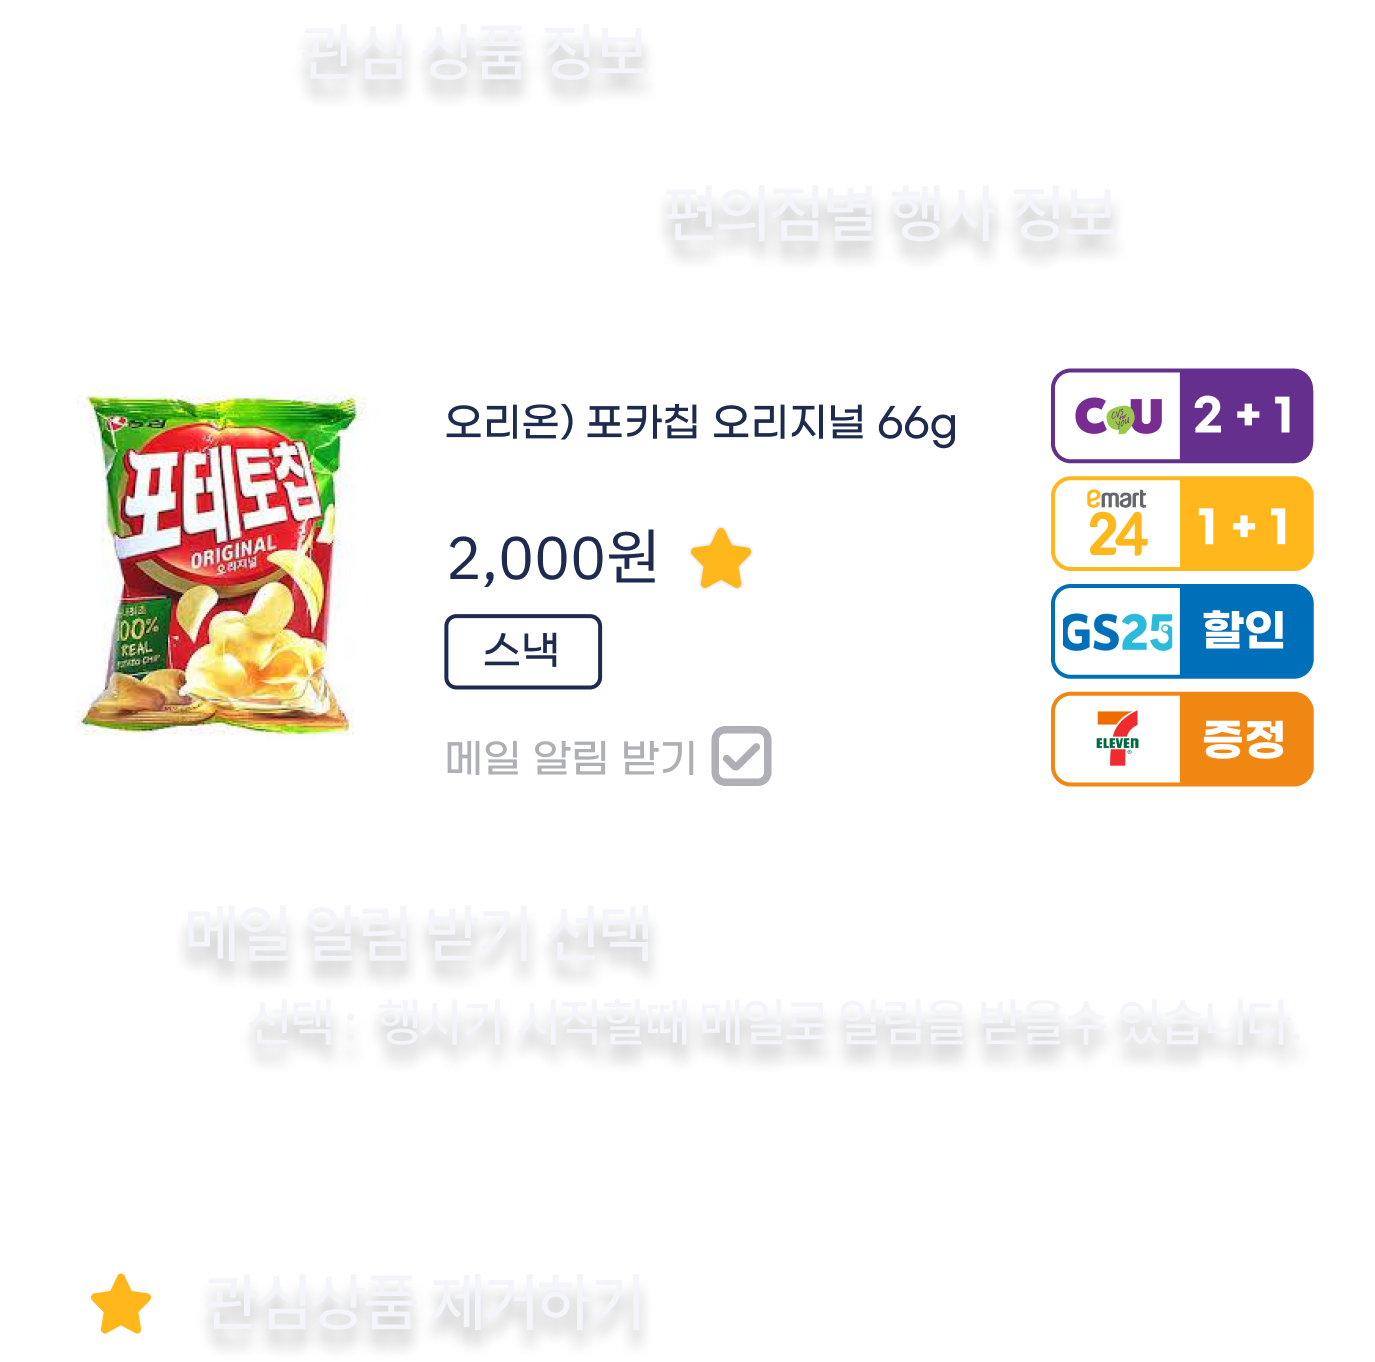 관심 상품 정보
편의점별 행사 정보
포테토칩
ORIGINAL
오리지널
100%
REAL
POTATO CHIP
오리온) 포카칩 오리지널 66g
2,000원
스낵
메일 알림 받기
CU 2 + 1
emart
24 1 + 1
GS25 할인
7
ELEVEN 증정
메일 알림 받기 선택
선택 : 행사가 시작할때 메일로 알림을 받을수 있습니다.
관심상품 제거하기